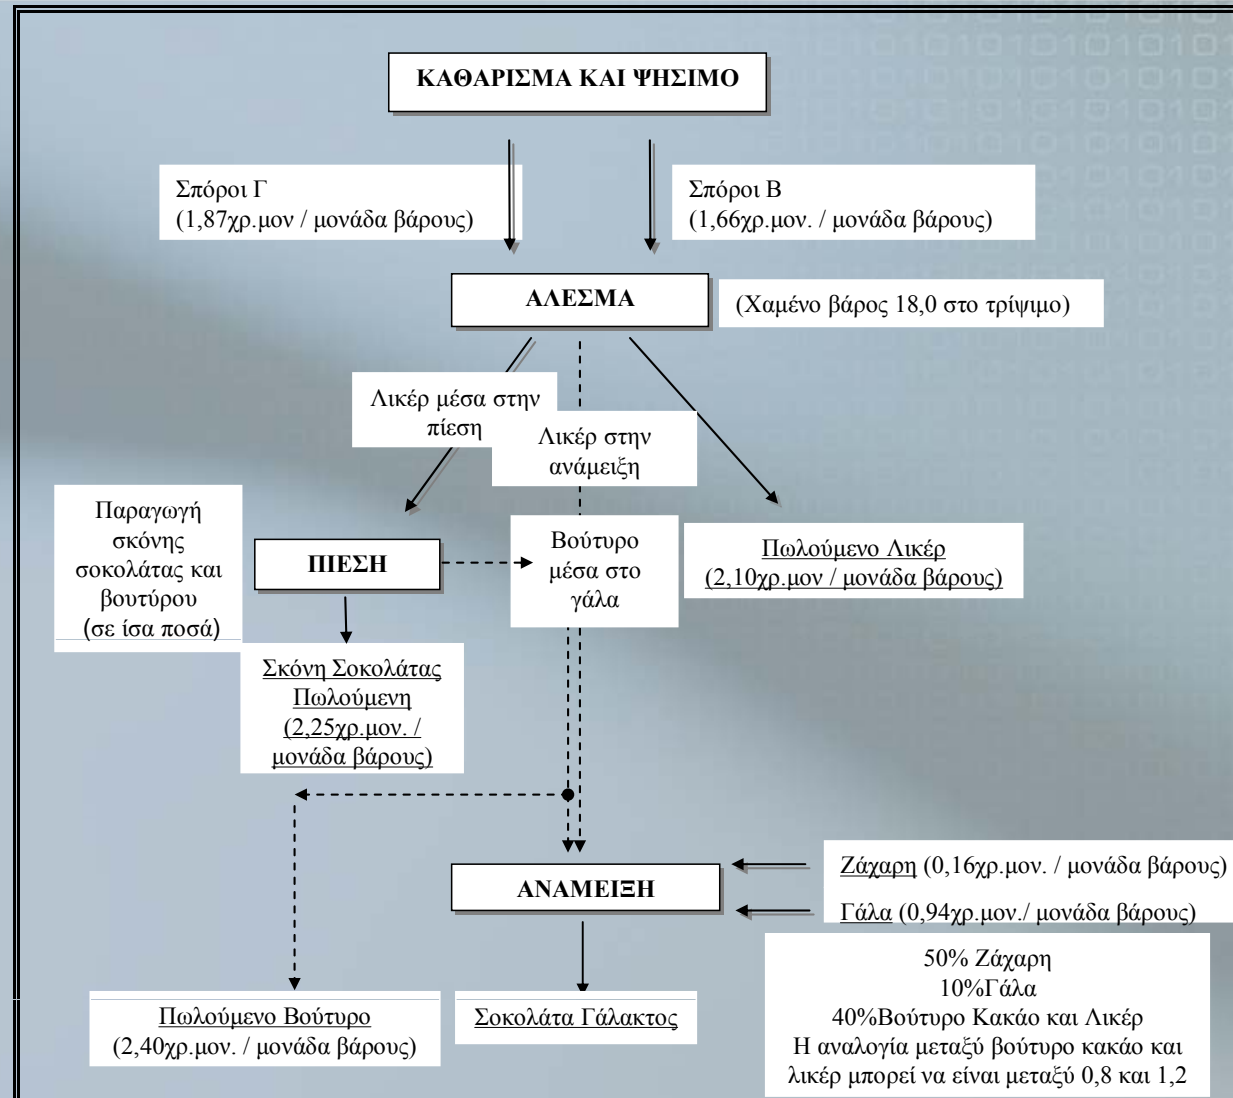 ΚΑΘΑΡΙΣΜΑ ΚΑΙ ΨΗΣΙΜΟ
Σπόροι Γ
(1,87χρ.μον / μονάδα βάρους)
Σπόροι Β
(1,66χρ.μον. / μονάδα βάρους)
ΑΛΕΣΜΑ
(Χαμένο βάρος 18,0 στο τρίψιμο)
Λικέρ μέσα στην
πίεση
Λικέρ στην
ανάμειξη
Παραγωγή
σκόνης
σοκολάτας και
βουτύρου
(σε ίσα ποσά)
ΠΙΕΣΗ
Βούτυρο
μέσα στο
γάλα
Πωλούμενο Λικέρ
(2,10χρ.μον / μονάδα βάρους)
Σκόνη Σοκολάτας
Πωλούμενη
(2,25χρ.μον. /
μονάδα βάρους)
ΑΝΑΜΕΙΞΗ
Ζάχαρη (0,16χρ.μον. / μονάδα βάρους)
Γάλα (0,94χρ.μον./ μονάδα βάρους)
50% Ζάχαρη
10%Γάλα
40%Βούτυρο Κακάο και Λικέρ
Η αναλογία μεταξύ βούτυρο κακάο και
λικέρ μπορεί να είναι μεταξύ 0,8 και 1,2
Πωλούμενο Βούτυρο
(2,40χρ.μον. / μονάδα βάρους)
Σοκολάτα Γάλακτος